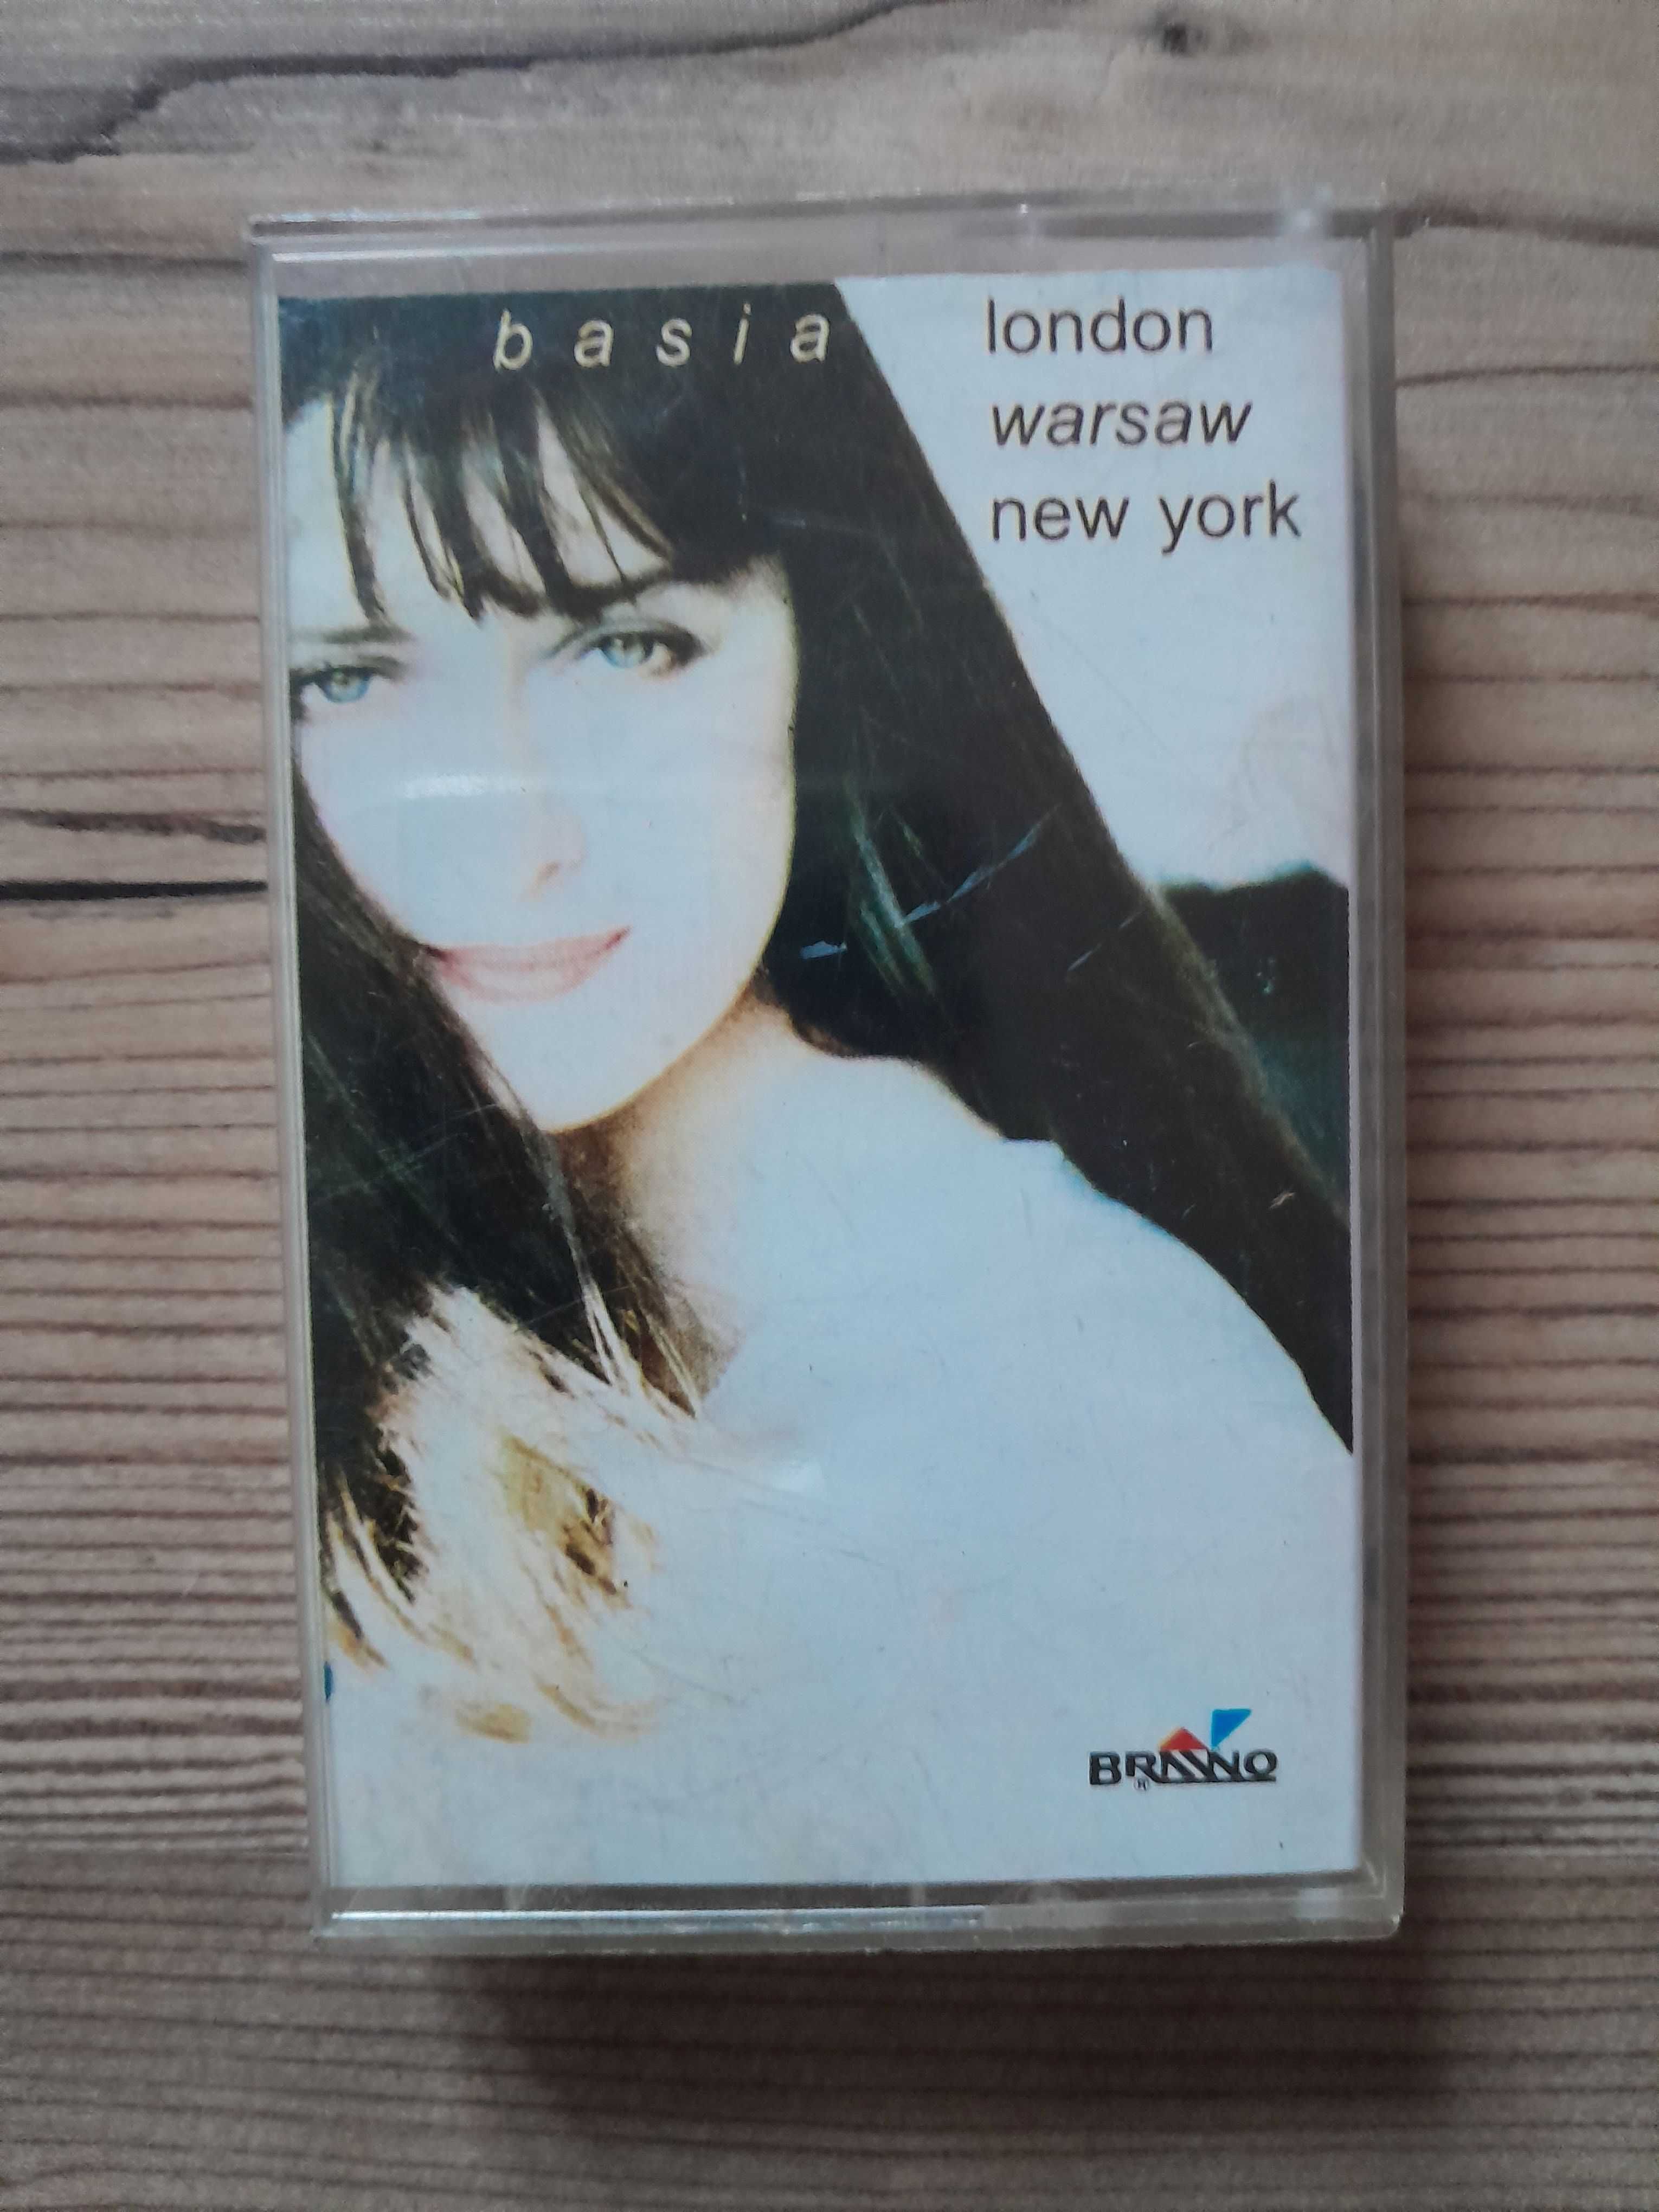 basia
london
warsaw
new york
BRAVO
®